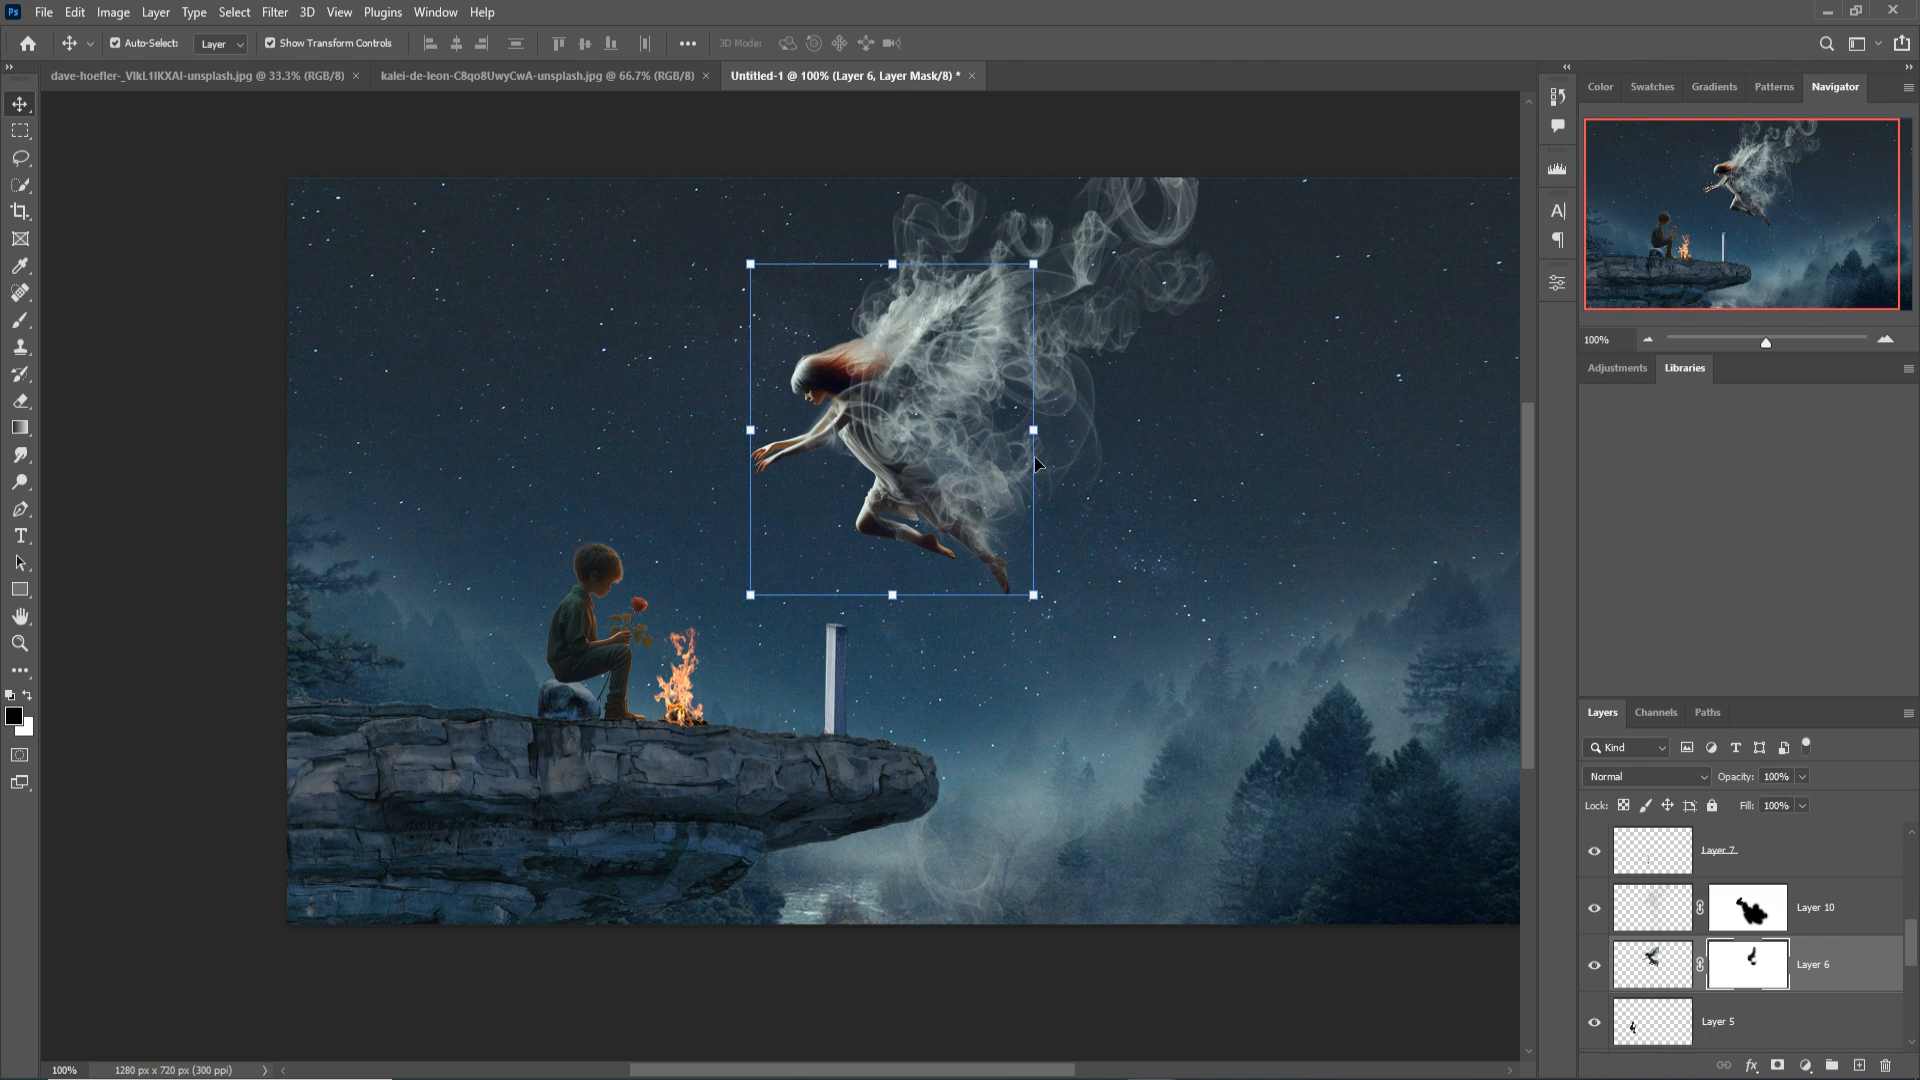 Ps File Edit Image Layer Type Select Filter 3D View Plugins Window Help
Auto-Select: Layer Show Transform Controls 3D Mode:
dave-hoefler-_VIkL1IKXAI-unsplash.jpg @ 33.3% (RGB/8) × kalei-de-leon-C8qo8UwyCwA-unsplash.jpg @ 66.7% (RGB/8) × Untitled-1 @ 100% (Layer 6, Layer Mask/8) * ×
Color Swatches Gradients Patterns Navigator
100%
Adjustments Libraries
Layers Channels Paths
Kind
Normal Opacity: 100%
Lock: Fill: 100%
Layer 7
Layer 10
Layer 6
Layer 5
100% 1280 px x 720 px (300 ppi)